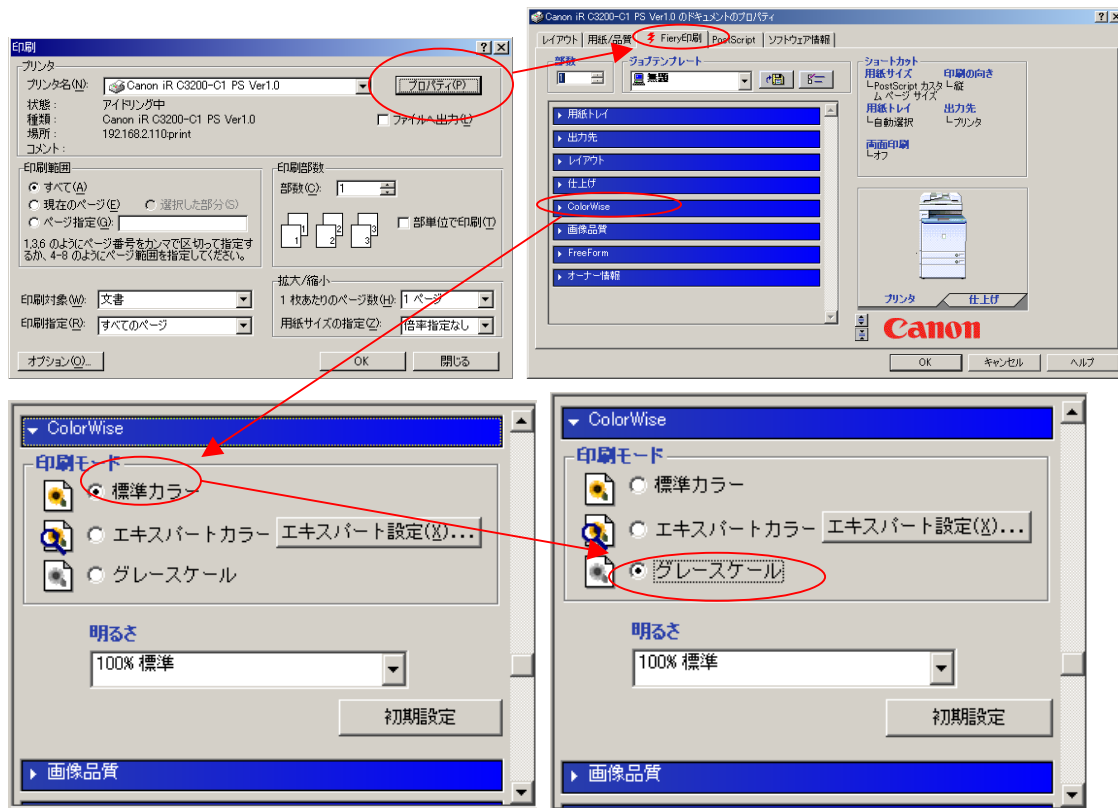 印刷
プリンタ
プリンタ名(N): Canon iR C3200-C1 PS Ver1.0 プロパティ(P)
状態: アイドリング中
種類: Canon iR C3200-C1 PS Ver1.0 ファイルへ出力(L)
場所: 192.168.2.110:print
コメント:
印刷範囲
すべて(A)
現在のページ(E) 選択した部分(S)
ページ指定(G):
1,3,6 のようにページ番号をカンマで区切って指定す
るか、4-8 のようにページ範囲を指定してください。
印刷部数
部数(C): 1
1 1 2 2 3 3
部単位で印刷(T)
印刷対象(W): 文書
印刷指定(R): すべてのページ
拡大/縮小
1 枚あたりのページ数(H): 1 ページ
用紙サイズの指定(Z): 倍率指定なし
オプション(O)... OK 閉じる
Canon iR C3200-C1 PS Ver1.0 のドキュメントのプロパティ
レイアウト 用紙/品質 Fiery印刷 PostScript ソフトウェア情報
部数 ジョブテンプレート
1 無題
用紙トレイ
出力先
レイアウト
仕上げ
ColorWise
画像品質
FreeForm
オーナー情報
ショートカット
用紙サイズ 印刷の向き
PostScript カスタ 縦
ム ページ サイズ
用紙トレイ 出力先
自動選択 プリンタ
両面印刷
オフ
プリンタ 仕上げ
Canon
OK キャンセル ヘルプ
ColorWise
印刷モード
標準カラー
エキスパートカラー エキスパート設定(X)...
グレースケール
明るさ
100% 標準
初期設定
画像品質
ColorWise
印刷モード
標準カラー
エキスパートカラー エキスパート設定(X)...
グレースケール
明るさ
100% 標準
初期設定
画像品質